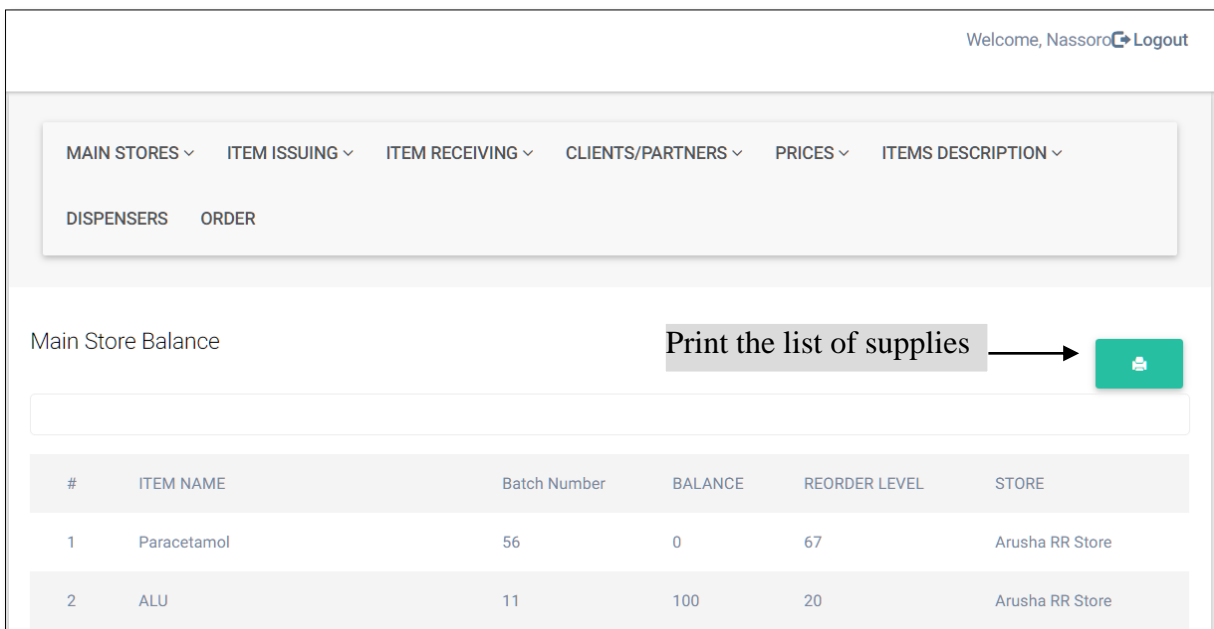 Welcome, Nassoro Logout
MAIN STORES ITEM ISSUING ITEM RECEIVING CLIENTS/PARTNERS PRICES ITEMS DESCRIPTION
DISPENSERS ORDER
Main Store Balance
Print the list of supplies
# ITEM NAME Batch Number BALANCE REORDER LEVEL STORE
1 Paracetamol 56 0 67 Arusha RR Store
2 ALU 11 100 20 Arusha RR Store